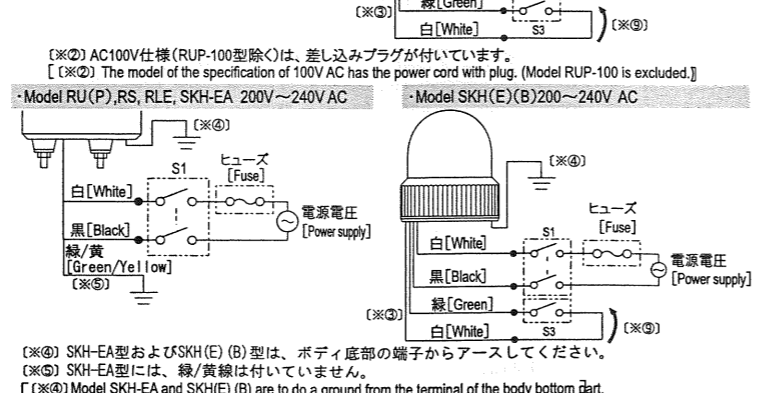 〔※③〕
緑[Green]
白[White]
S3
〔※⑨〕
〔※②〕AC100V仕様(RUP-100型除く)は、差し込みプラグが付いています。
[〔※②〕The model of the specification of 100V AC has the power cord with plug. (Model RUP-100 is excluded.)]
・Model RU(P),RS, RLE, SKH-EA 200V～240V AC
〔※④〕
S1
ヒューズ
[Fuse]
白[White]
黒[Black]
緑/黄
[Green/Yellow]
〔※⑤〕
電源電圧
[Power supply]
・Model SKH(E)(B)200～240V AC
〔※④〕
ヒューズ
[Fuse]
S1
白[White]
黒[Black]
緑[Green]
白[White]
〔※③〕
S3
〔※⑨〕
電源電圧
[Power supply]
〔※④〕SKH-EA型およびSKH(E)(B)型は、ボディ底部の端子からアースしてください。
〔※⑤〕SKH-EA型には、緑/黄線は付いていません。
[〔※④〕Model SKH-EA and SKH(E)(B) are to do a ground from the terminal of the body bottom part.